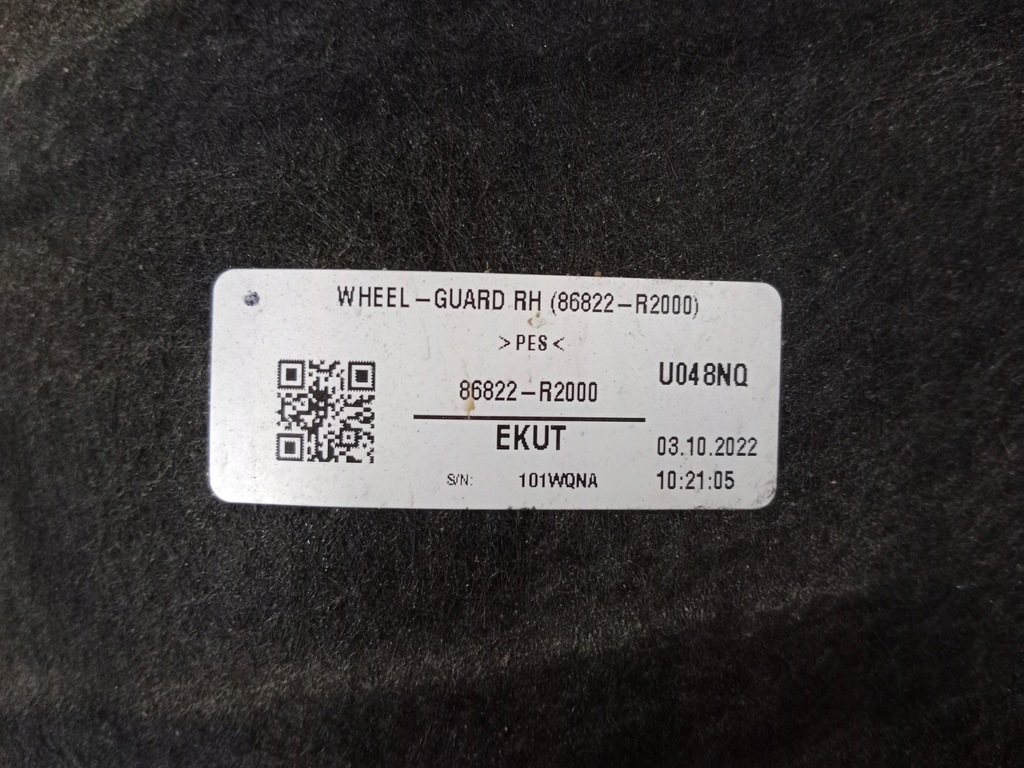 WHEEL-GUARD RH (86822-R2000)
>PES<
U048NQ
86822-R2000
EKUT
03.10.2022
S/N: 101WQNA
10:21:05